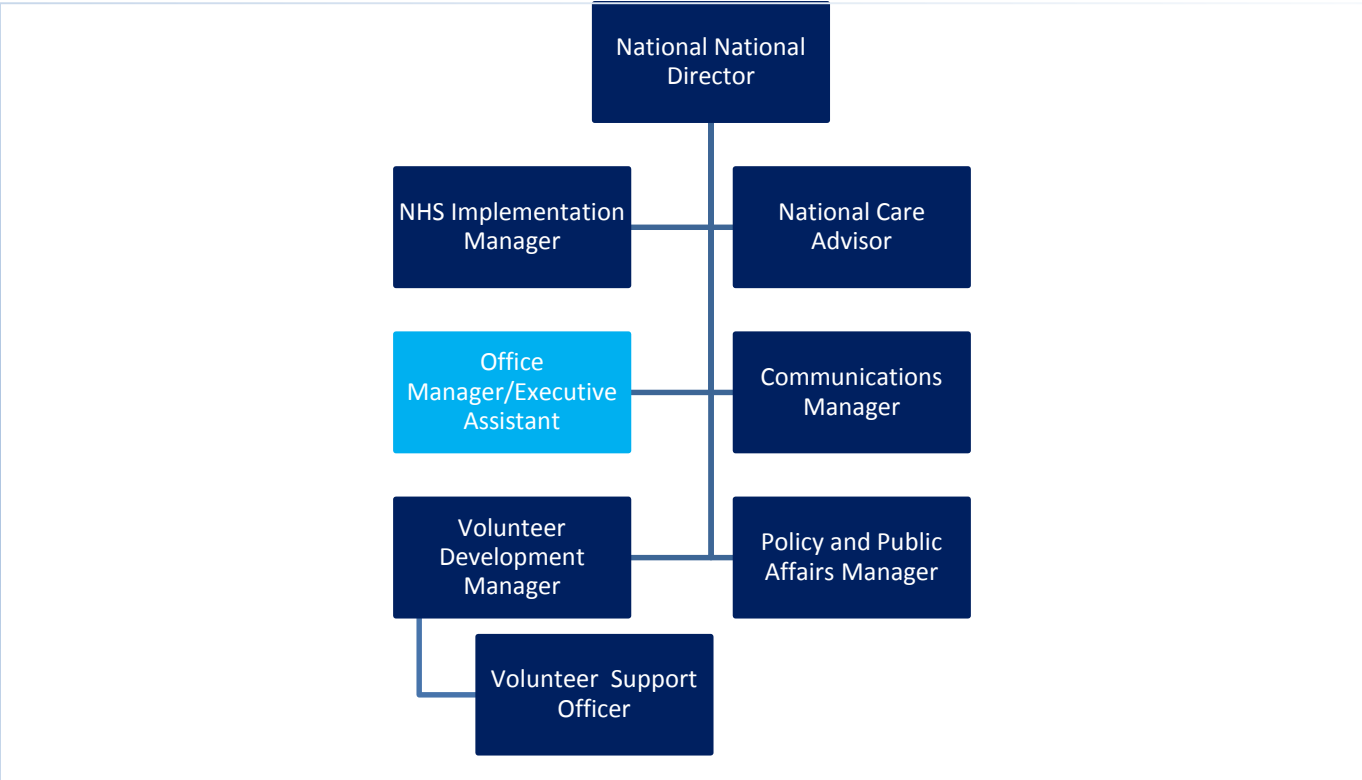 National National
Director
NHS Implementation
Manager
National Care
Advisor
Office
Manager/Executive
Assistant
Communications
Manager
Volunteer
Development
Manager
Policy and Public
Affairs Manager
Volunteer  Support
Officer